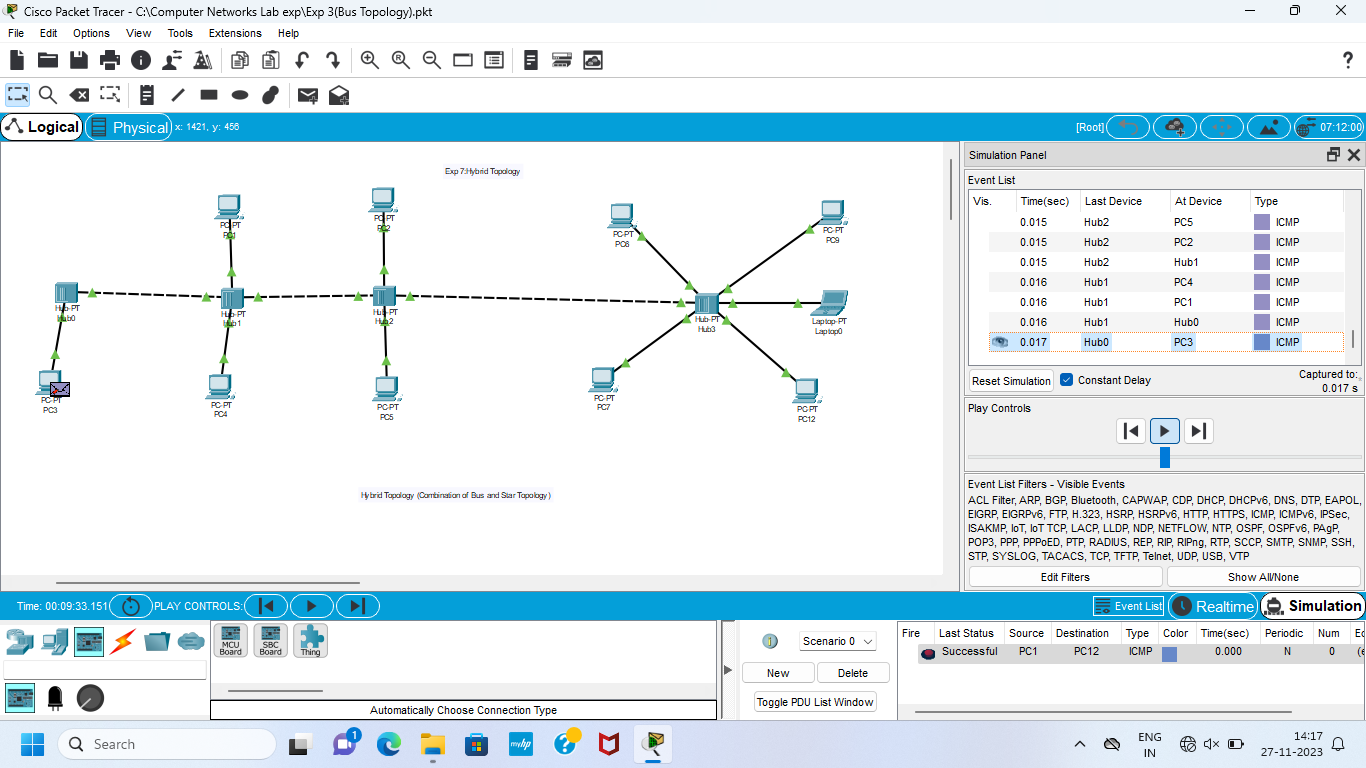 Cisco Packet Tracer - C:\Computer Networks Lab exp\Exp 3(Bus Topology).pkt
File Edit Options View Tools Extensions Help
Logical Physical x: 1421, y: 456 [Root] 07:12:00
Exp 7:Hybrid Topology
PC-PT
PC1
PC-PT
PC2
PC-PT
PC8
PC-PT
PC9
Hub-PT
Hub0
Hub-PT
Hub1
Hub-PT
Hub2
Hub-PT
Hub3
Laptop-PT
Laptop0
PC-PT
PC3
PC-PT
PC4
PC-PT
PC5
PC-PT
PC7
PC-PT
PC12
Hybrid Topology (Combination of Bus and Star Topology )
Simulation Panel
Event List
Vis. Time(sec) Last Device At Device Type
0.015 Hub2 PC5 ICMP
0.015 Hub2 PC2 ICMP
0.015 Hub2 Hub1 ICMP
0.016 Hub1 PC4 ICMP
0.016 Hub1 PC1 ICMP
0.016 Hub1 Hub0 ICMP
0.017 Hub0 PC3 ICMP
Reset Simulation Constant Delay Captured to:
0.017 s
Play Controls
Event List Filters - Visible Events
ACL Filter, ARP, BGP, Bluetooth, CAPWAP, CDP, DHCP, DHCPv6, DNS, DTP, EAPOL,
EIGRP, EIGRPv6, FTP, H.323, HSRP, HSRPv6, HTTP, HTTPS, ICMP, ICMPv6, IPSec,
ISAKMP, IoT, IoT TCP, LACP, LLDP, NDP, NETFLOW, NTP, OSPF, OSPFv6, PAgP,
POP3, PPP, PPPoED, PTP, RADIUS, REP, RIP, RIPng, RTP, SCCP, SMTP, SNMP, SSH,
STP, SYSLOG, TACACS, TCP, TFTP, Telnet, UDP, USB, VTP
Edit Filters Show All/None
Time: 00:09:33.151 PLAY CONTROLS: Event List Realtime Simulation
MCU
Board
SBC
Board
Thing
Automatically Choose Connection Type
Scenario 0
New Delete
Toggle PDU List Window
Fire Last Status Source Destination Type Color Time(sec) Periodic Num
Successful PC1 PC12 ICMP 0.000 N 0
Search
1
myhp
ENG
IN
14:17
27-11-2023